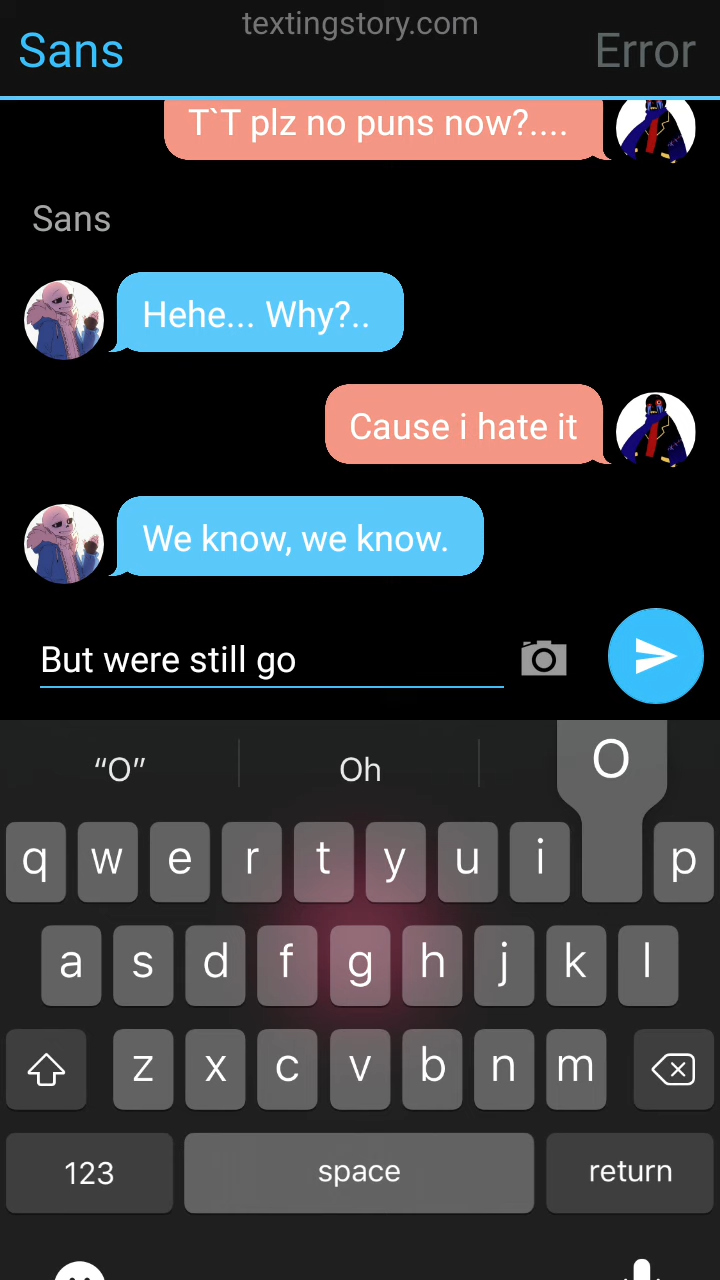 textingstory.com
Sans
Error
T`T plz no puns now?....
Sans
Hehe... Why?..
Cause i hate it
We know, we know.
But were still go
“O”
Oh
O
q w e r t y u i p
a s d f g h j k l
z x c v b n m
123 space return